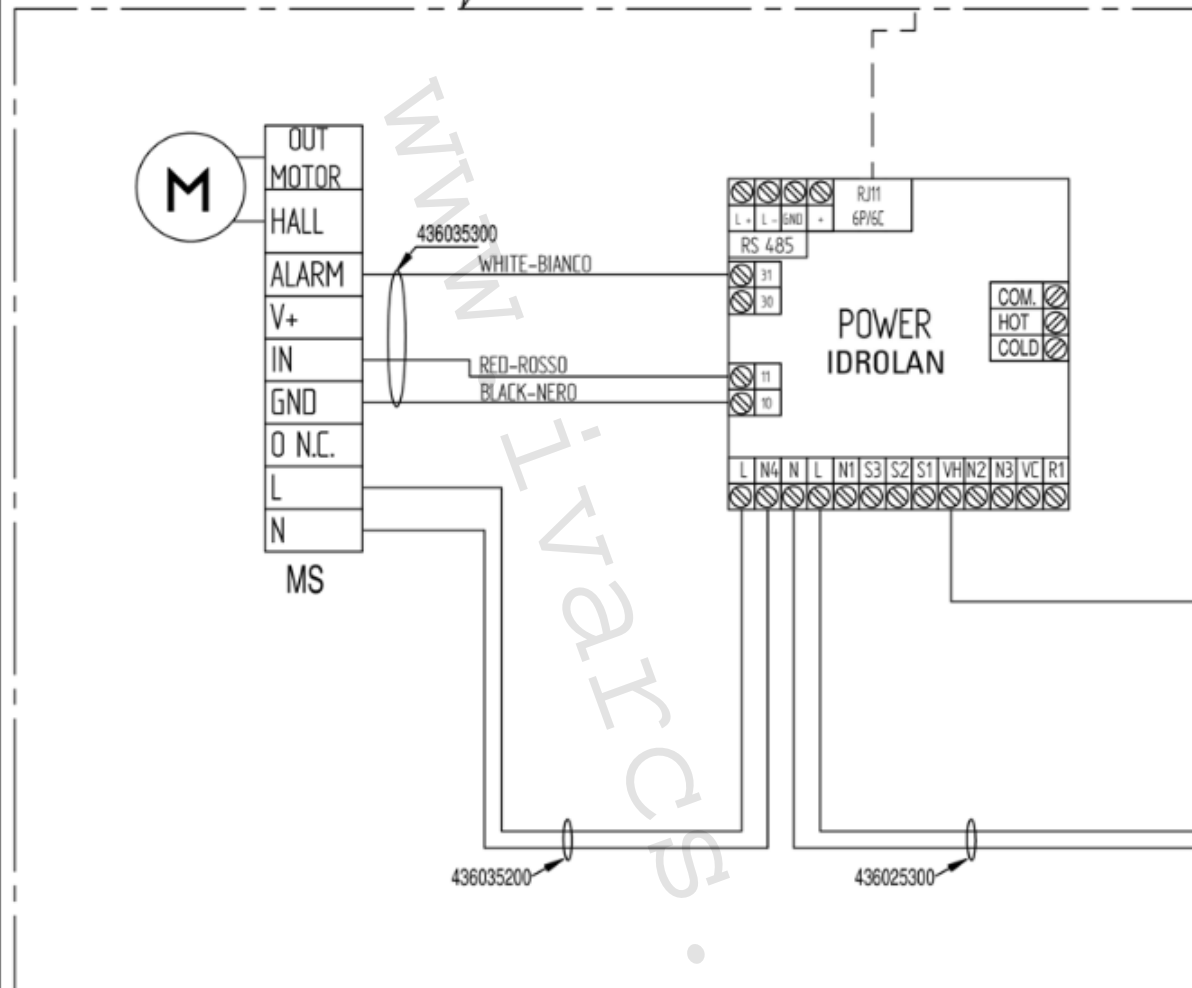 OUT
MOTOR
M
HALL
ALARM
V+
IN
GND
O N.C.
L
N
MS
436035300
WHITE-BIANCO
RED-ROSSO
BLACK-NERO
www.ivarcs.
L + L - GND +
RJ11
6P/6C
RS 485
31
30
11
10
POWER
IDROLAN
COM.
HOT
COLD
L N4 N L N1 S3 S2 S1 VH N2 N3 VC R1
436035200
436025300